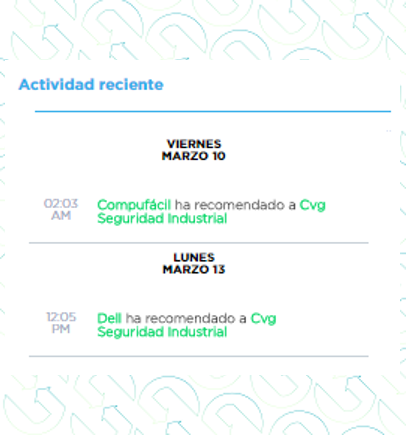 Actividad reciente
VIERNES
MARZO 10
02:03
AM
Compufácil ha recomendado a Cvg
Seguridad Industrial
LUNES
MARZO 13
12:05
PM
Dell ha recomendado a Cvg
Seguridad Industrial